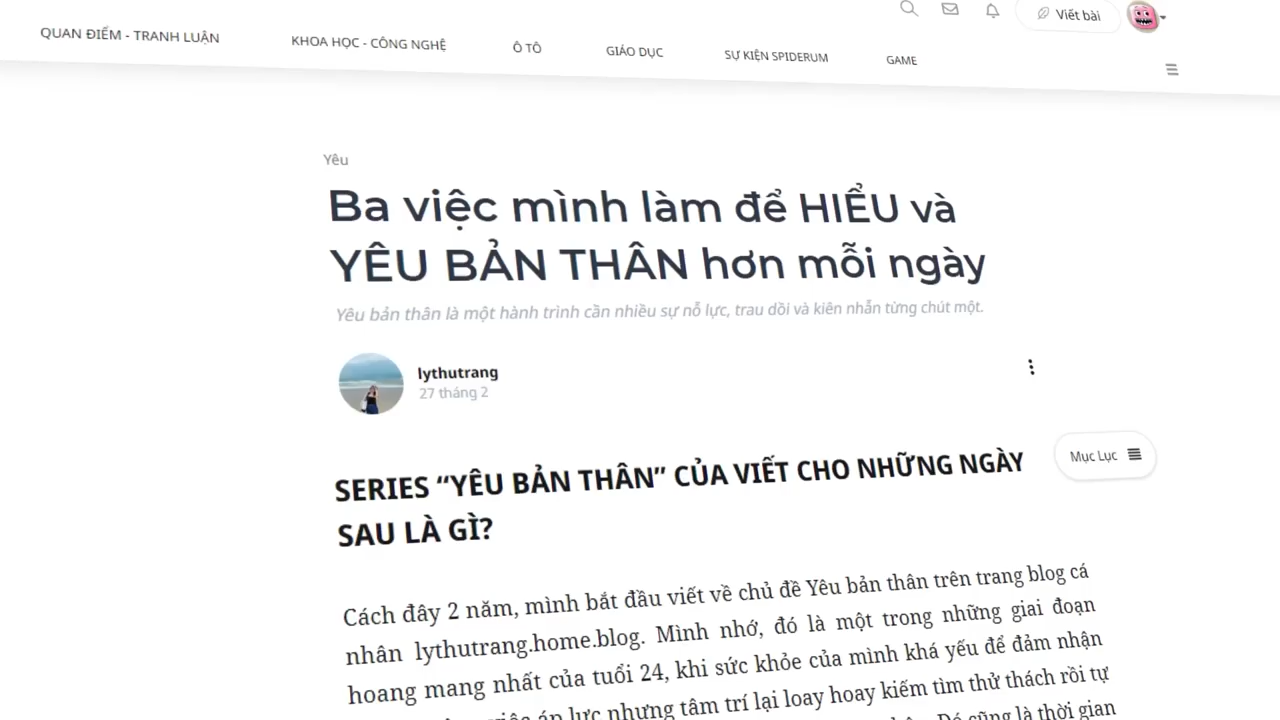 Viết bài
QUAN ĐIỂM - TRANH LUẬN
KHOA HỌC - CÔNG NGHỆ
Ô TÔ
GIÁO DỤC
SỰ KIỆN SPIDERUM
GAME
Yêu
Ba việc mình làm để HIỂU và
YÊU BẢN THÂN hơn mỗi ngày
Yêu bản thân là một hành trình cần nhiều sự nỗ lực, trau dồi và kiên nhẫn từng chút một.
lythutrang
27 tháng 2
Mục Lục
SERIES “YÊU BẢN THÂN” CỦA VIẾT CHO NHỮNG NGÀY
SAU LÀ GÌ?
Cách đây 2 năm, mình bắt đầu viết về chủ đề Yêu bản thân trên trang blog cá
nhân lythutrang.home.blog. Mình nhớ, đó là một trong những giai đoạn
hoang mang nhất của tuổi 24, khi sức khỏe của mình khá yếu để đảm nhận
việc áp lực nhưng tâm trí lại loay hoay kiếm tìm thử thách rồi tự
Đó cũng là thời gian